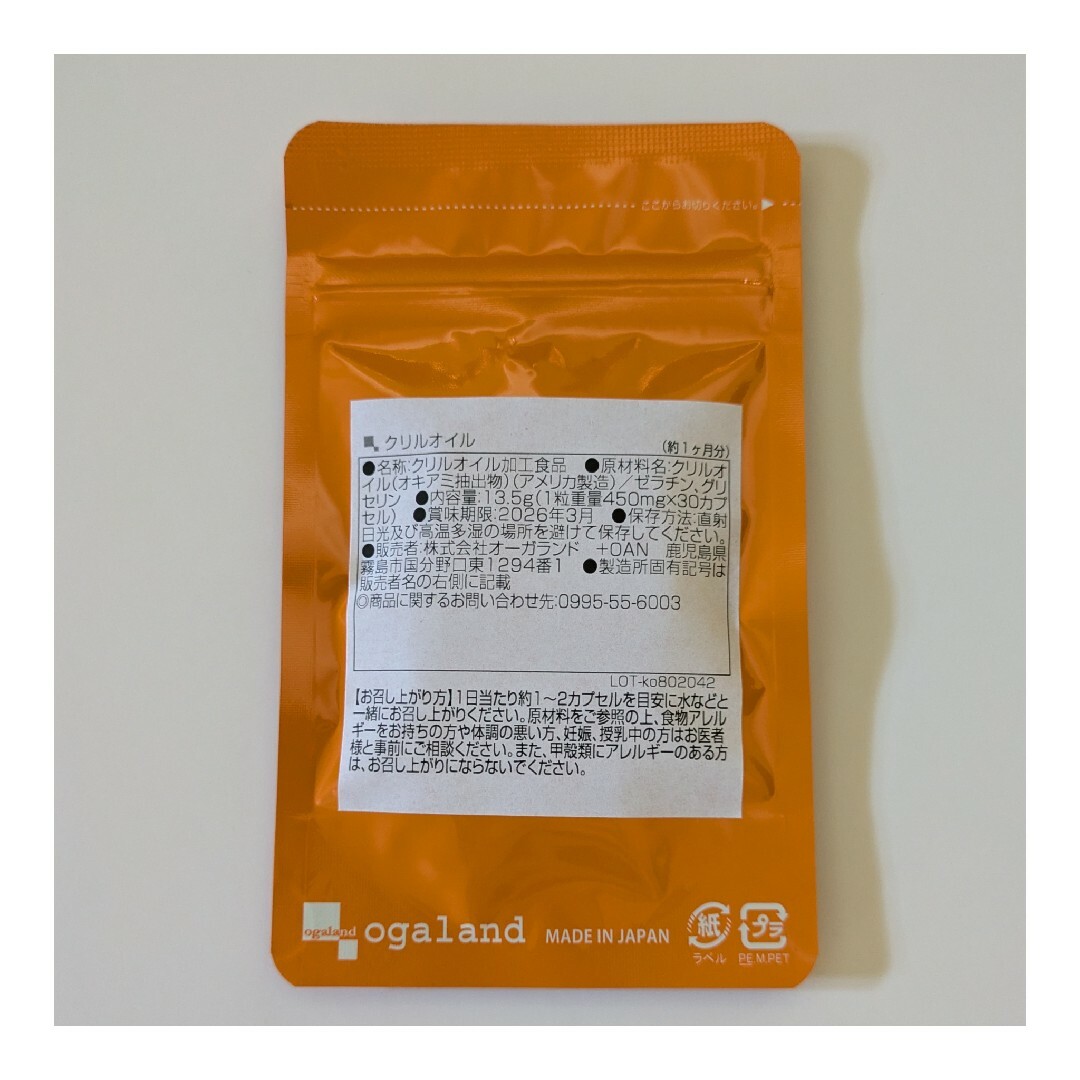 ここからお切りください。
クリルオイル (約1ヶ月分)
●名称:クリルオイル加工食品 ●原材料名:クリルオ
イル(オキアミ抽出物)(アメリカ製造)/ゼラチン、グリ
セリン ●内容量:13.5g(1粒重量450mg×30カプ
セル) ●賞味期限:2026年3月 ●保存方法:直射
日光及び高温多湿の場所を避けて保存してください。
●販売者:株式会社オーガランド +OAN 鹿児島県
霧島市国分野口東1294番1 ●製造所固有記号は
販売者名の右側に記載
◎商品に関するお問い合わせ先:0995-55-6003
LOT-ko802042
【お召し上がり方】1日当たり約1~2カプセルを目安に水などと
一緒にお召し上がりください。原材料をご参照の上、食物アレル
ギーをお持ちの方や体調の悪い方、妊娠、授乳中の方はお医者
様と事前にご相談ください。また、甲殻類にアレルギーのある方
は、お召し上がりにならないでください。
ogaland ogaland MADE IN JAPAN 紙 プラ
ラベル PE,M,PET